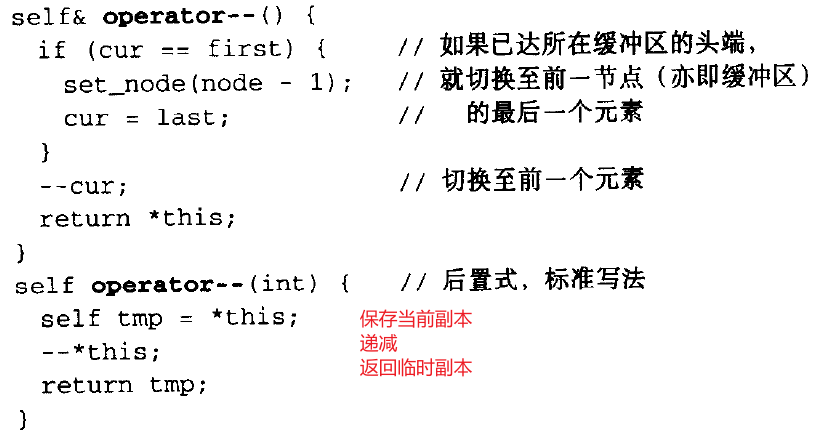 self& operator--() {
if (cur == first) { // 如果已达所在缓冲区的头端，
set_node(node - 1); // 就切换至前一节点（亦即缓冲区）
cur = last; // 的最后一个元素
}
--cur; // 切换至前一个元素
return *this;
}
self operator--(int) { // 后置式，标准写法
self tmp = *this; 保存当前副本
--*this; 递减
return tmp; 返回临时副本
}